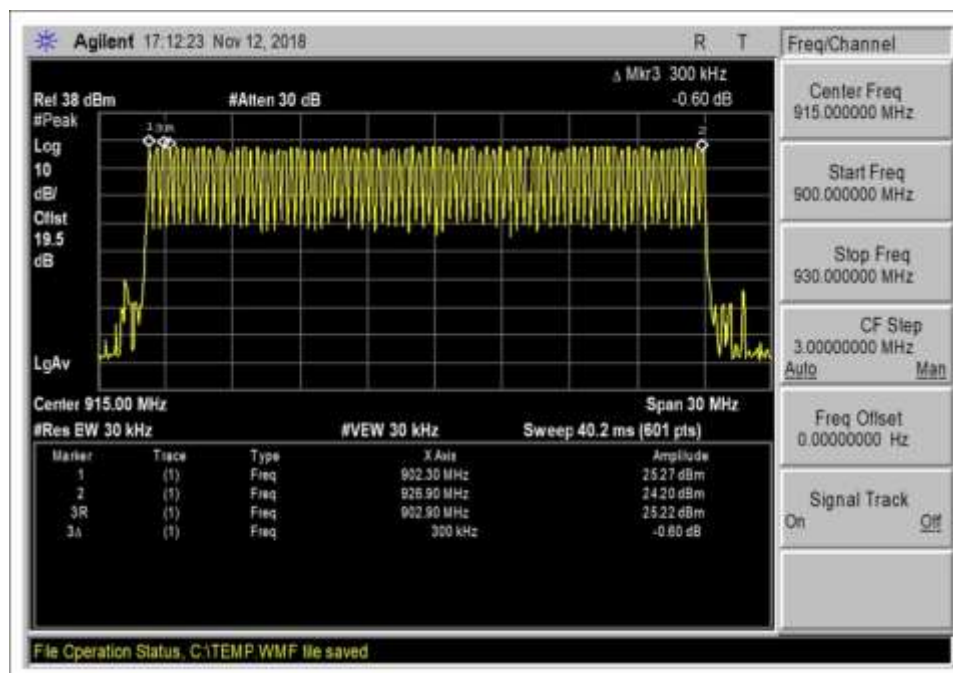 Agilent 17:12:23 Nov 12, 2018 R T
Freq/Channel
Δ Mkr3 300 kHz
Ref 38 dBm #Atten 30 dB -0.60 dB
#Peak
Log
10
dB/
Offst
19.5
dB
LgAv
1 3R
2
Center 915.00 MHz Span 30 MHz
#Res BW 30 kHz #VBW 30 kHz Sweep 40.2 ms (601 pts)
Marker Trace Type X Axis Amplitude
1 (1) Freq 902.30 MHz 25.27 dBm
2 (1) Freq 926.90 MHz 24.20 dBm
3R (1) Freq 902.90 MHz 25.22 dBm
3Δ (1) Freq 300 kHz -0.60 dB
Center Freq
915.000000 MHz
Start Freq
900.000000 MHz
Stop Freq
930.000000 MHz
CF Step
3.00000000 MHz
Auto Man
Freq Offset
0.00000000 Hz
Signal Track
On Off
File Operation Status, C:\TEMP.WMF file saved